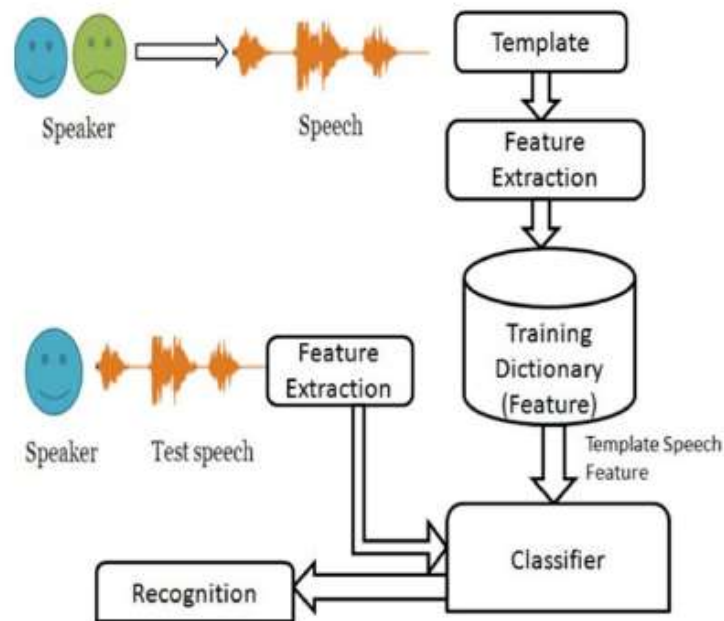 Template
Speaker
Speech
Feature
Extraction
Training
Dictionary
(Feature)
Feature
Extraction
Speaker
Test speech
Template Speech
Feature
Classifier
Recognition